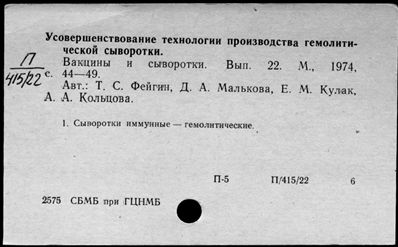 Усовершенствование технологии производства гемолити-
ческой сыворотки.
П
415/22
Вакцины и сыворотки. Вып. 22. М., 1974,
с. 44—49.
Авт.: Т. С. Фейгин, Д. А. Малькова, Е. М. Кулак,
А. А. Кольцова.
1. Сыворотки иммунные — гемолитические.
П-5 П/415/22 6
2575 СБМБ при ГЦНМБ